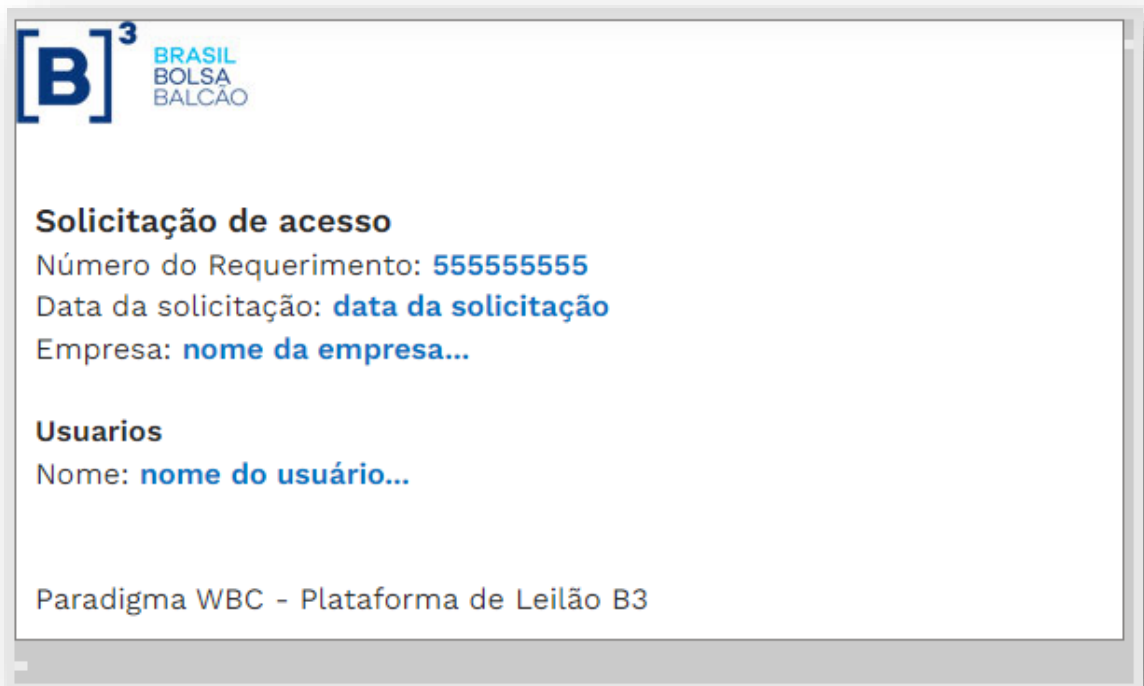 [B]³
BRASIL
BOLSA
BALCÃO
Solicitação de acesso
Número do Requerimento: 555555555
Data da solicitação: data da solicitação
Empresa: nome da empresa...
Usuarios
Nome: nome do usuário...
Paradigma WBC - Plataforma de Leilão B3